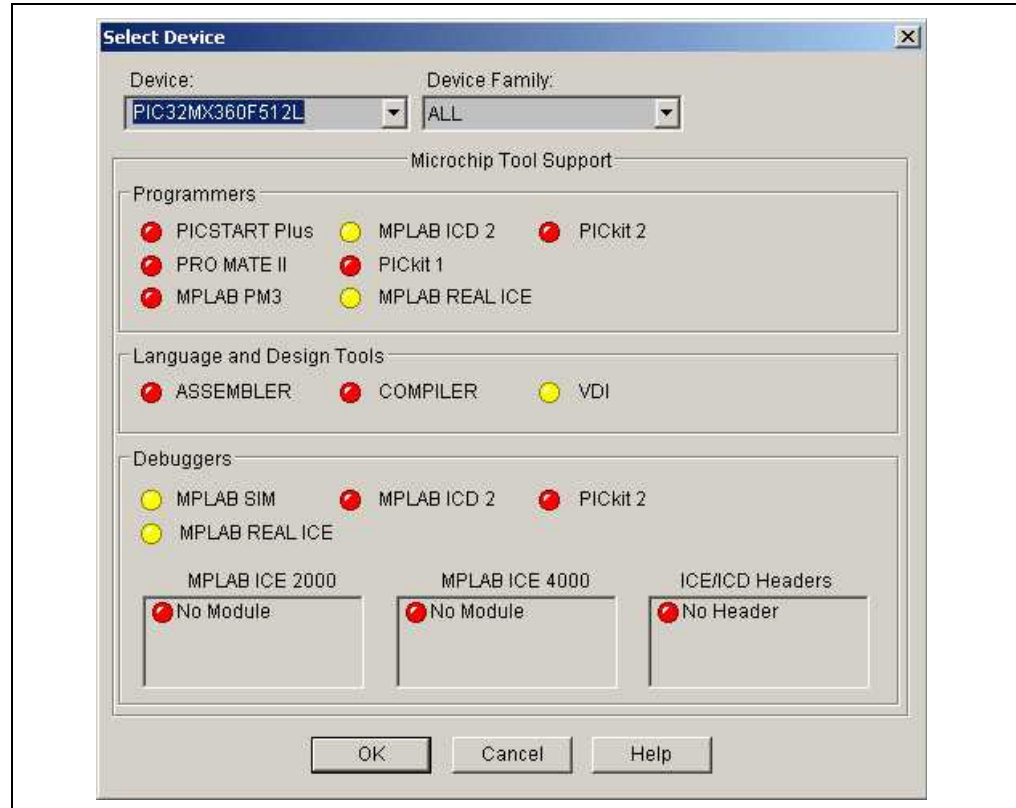 Select Device
Device: Device Family:
PIC32MX360F512L ALL
Microchip Tool Support
Programmers
PICSTART Plus MPLAB ICD 2 PICkit 2
PRO MATE II PICkit 1
MPLAB PM3 MPLAB REAL ICE
Language and Design Tools
ASSEMBLER COMPILER VDI
Debuggers
MPLAB SIM MPLAB ICD 2 PICkit 2
MPLAB REAL ICE
MPLAB ICE 2000 MPLAB ICE 4000 ICE/ICD Headers
No Module No Module No Header
OK Cancel Help